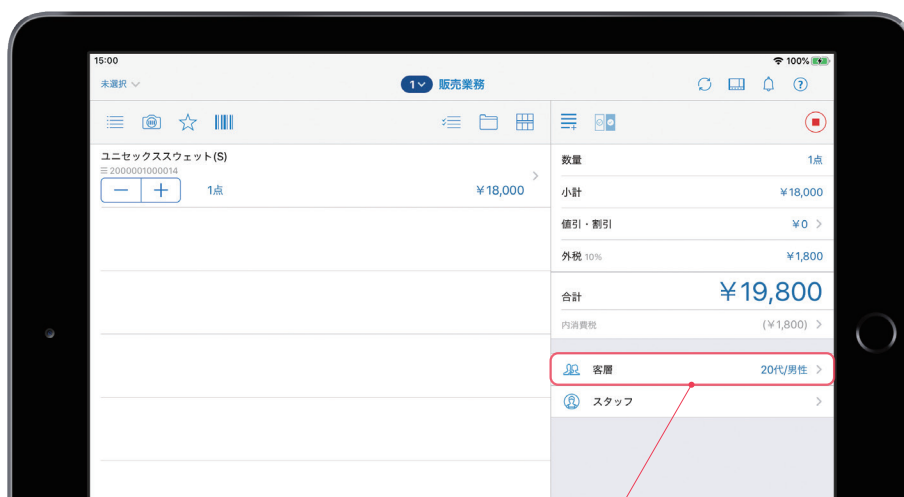 15:00
100%
未選択
1 販売業務
ユニセックススウェット(S)
2000001000014
1点
¥18,000
数量 1点
小計 ¥18,000
値引・割引 ¥0
外税 10% ¥1,800
合計 ¥19,800
内消費税 (¥1,800)
客層 20代/男性
スタッフ